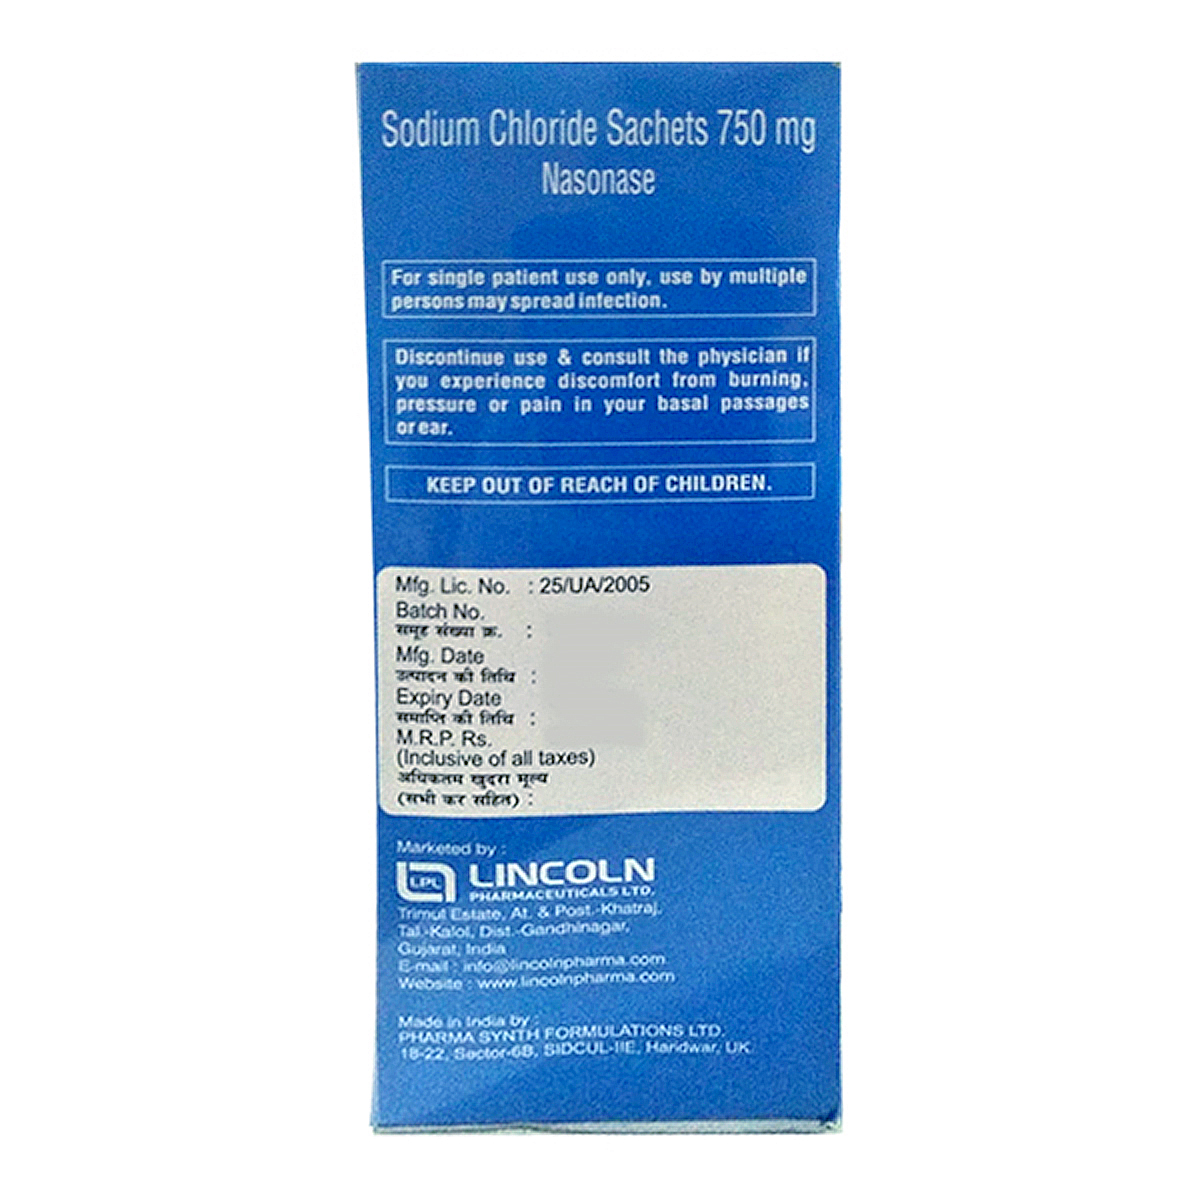 Sodium Chloride Sachets 750 mg
Nasonase
For single patient use only, use by multiple
persons may spread infection.
Discontinue use & consult the physician if
you experience discomfort from burning,
pressure or pain in your basal passages
or ear.
KEEP OUT OF REACH OF CHILDREN.
Mfg. Lic. No. : 25/UA/2005
Batch No.
समूह संख्या क्र. :
Mfg. Date
उत्पादन की तिथि :
Expiry Date
समाप्ति की तिथि :
M.R.P. Rs.
(Inclusive of all taxes)
अधिकतम खुदरा मूल्य
(सभी कर सहित) :
Marketed by :
LPL LINCOLN
PHARMACEUTICALS LTD.
Trimul Estate, At. & Post.-Khatraj,
Tal.-Kalol, Dist.-Gandhinagar,
Gujarat, India
E-mail : info@lincolnpharma.com
Website : www.lincolnpharma.com
Made in India by :
PHARMA SYNTH FORMULATIONS LTD.
18-22, Sector-6B, SIDCUL-IIE, Haridwar, UK